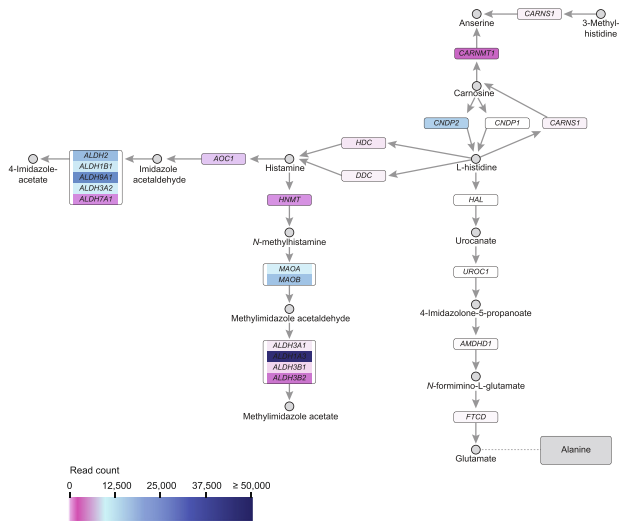 CARNS1
Anserine
3-Methyl-
histidine
CARNMT1
Carnosine
CNDP2
CNDP1
CARNS1
HDC
ALDH2
ALDH1B1
ALDH9A1
ALDH3A2
ALDH7A1
AOC1
4-Imidazole-
acetate
Imidazole
acetaldehyde
Histamine
L-histidine
DDC
HNMT
HAL
N-methylhistamine
Urocanate
MAOA
MAOB
UROC1
Methylimidazole acetaldehyde
4-Imidazolone-5-propanoate
ALDH3A1
ALDH1A3
ALDH3B1
ALDH3B2
AMDHD1
N-formimino-L-glutamate
Methylimidazole acetate
FTCD
Glutamate
Alanine
Read count
0 12,500 25,000 37,500 ≥ 50,000